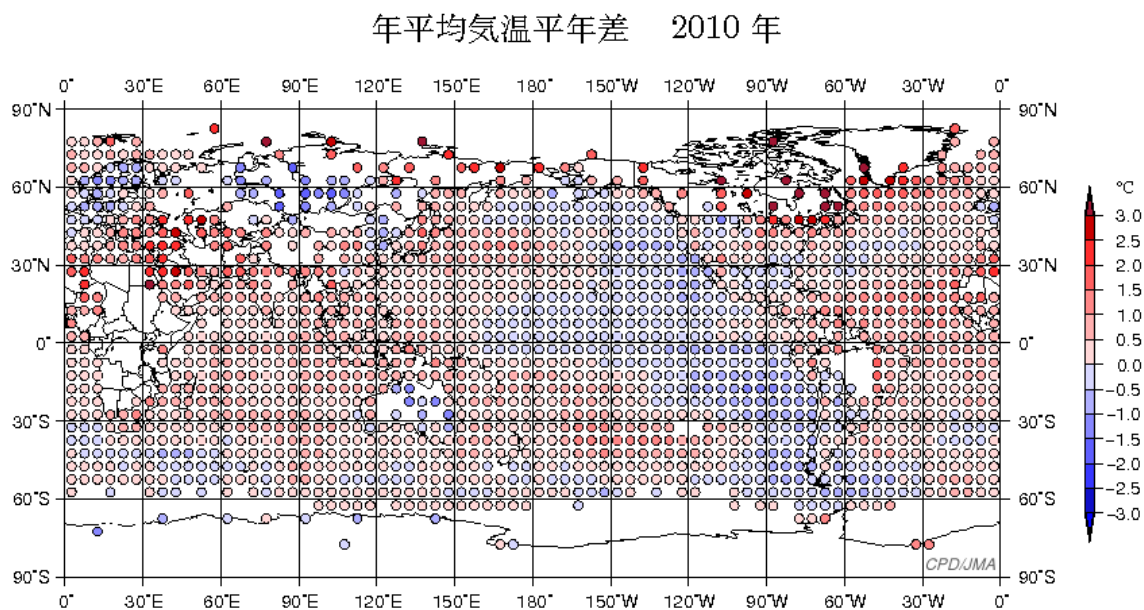 年平均気温平年差 2010 年
0° 30°E 60°E 90°E 120°E 150°E 180° 150°W 120°W 90°W 60°W 30°W 0°
90°N 90°N
60°N 60°N
°C
3.0
2.5
30°N 30°N
2.0
1.5
1.0
0° 0°
0.5
0.0
−0.5
30°S 30°S
−1.0
−1.5
−2.0
60°S 60°S
−2.5
−3.0
CPD/JMA
90°S 90°S
0° 30°E 60°E 90°E 120°E 150°E 180° 150°W 120°W 90°W 60°W 30°W 0°